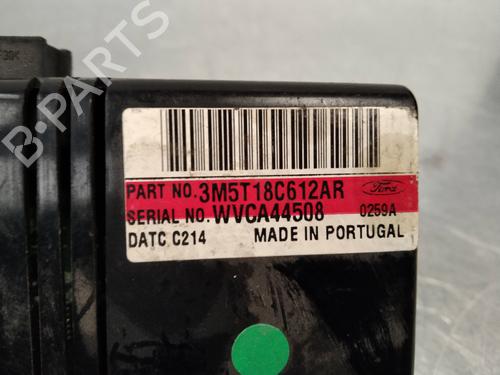 B-PARTS
PART NO. 3M5T18C612AR
Ford
SERIAL NO. WVCA44508 0259A
DATC C214 MADE IN PORTUGAL